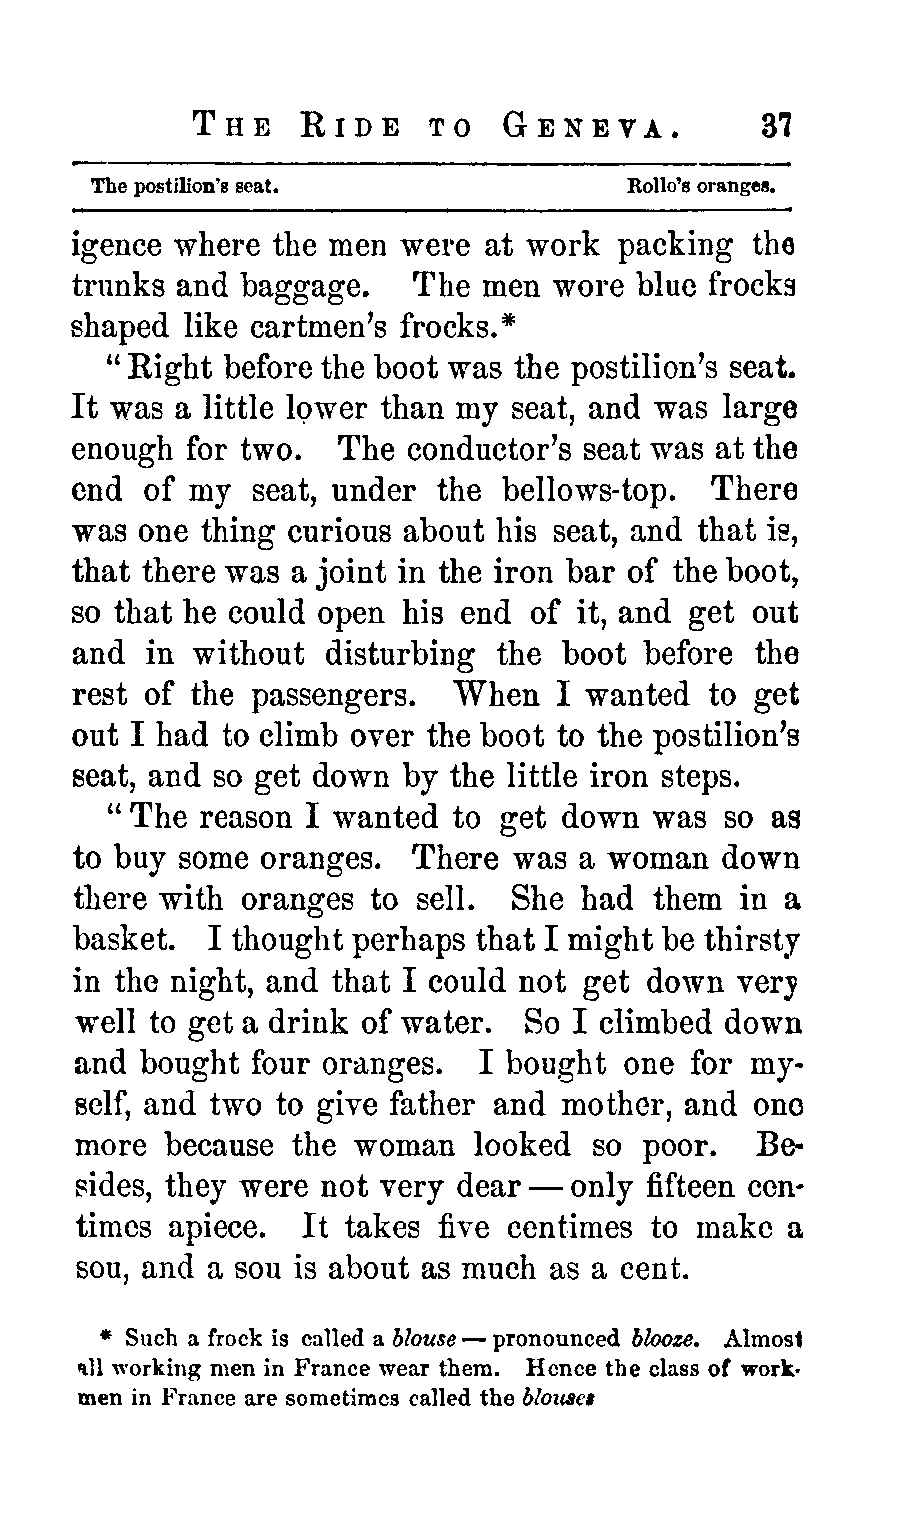 The Ride to Geneva. 37
The postilion's seat. Rollo's oranges.
igence where the men were at work packing the
trunks and baggage. The men wore blue frocks
shaped like cartmen's frocks.*
“Right before the boot was the postilion's seat.
It was a little lower than my seat, and was large
enough for two. The conductor's seat was at the
end of my seat, under the bellows-top. There
was one thing curious about his seat, and that is,
that there was a joint in the iron bar of the boot,
so that he could open his end of it, and get out
and in without disturbing the boot before the
rest of the passengers. When I wanted to get
out I had to climb over the boot to the postilion's
seat, and so get down by the little iron steps.
“The reason I wanted to get down was so as
to buy some oranges. There was a woman down
there with oranges to sell. She had them in a
basket. I thought perhaps that I might be thirsty
in the night, and that I could not get down very
well to get a drink of water. So I climbed down
and bought four oranges. I bought one for my-
self, and two to give father and mother, and one
more because the woman looked so poor. Be-
sides, they were not very dear — only fifteen cen-
times apiece. It takes five centimes to make a
sou, and a sou is about as much as a cent.
* Such a frock is called a blouse — pronounced blooze. Almost
all working men in France wear them. Hence the class of work-
men in France are sometimes called the blouses